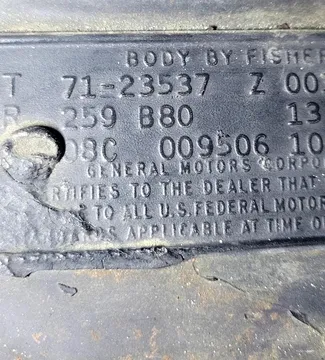 BODY BY FISHER
T 71-23537 Z 00
R 259 B80 13
08C 009506 10
GENERAL MOTORS CORPO
RTIFIES TO THE DEALER THAT
TO ALL U.S. FEDERAL MOTOR
APPLICABLE AT TIME O